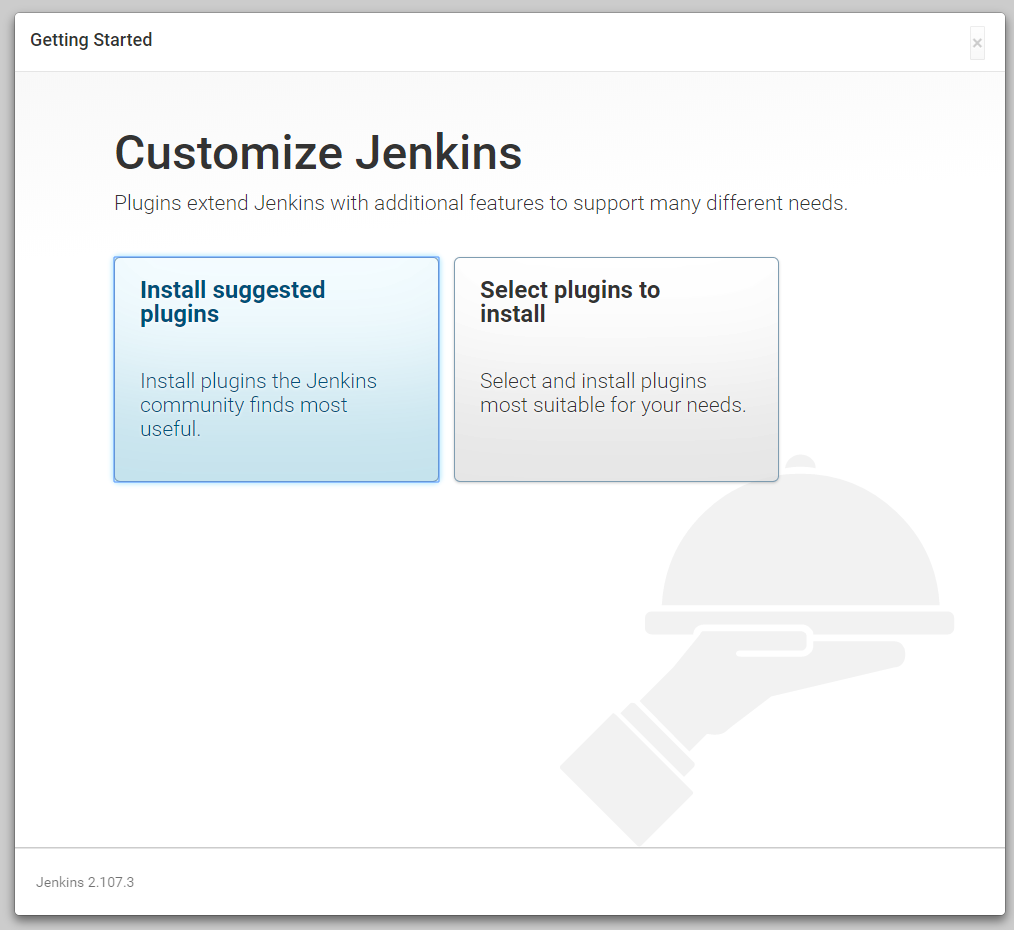 Getting Started
×
Customize Jenkins
Plugins extend Jenkins with additional features to support many different needs.
Install suggested
plugins
Install plugins the Jenkins
community finds most
useful.
Select plugins to
install
Select and install plugins
most suitable for your needs.
Jenkins 2.107.3